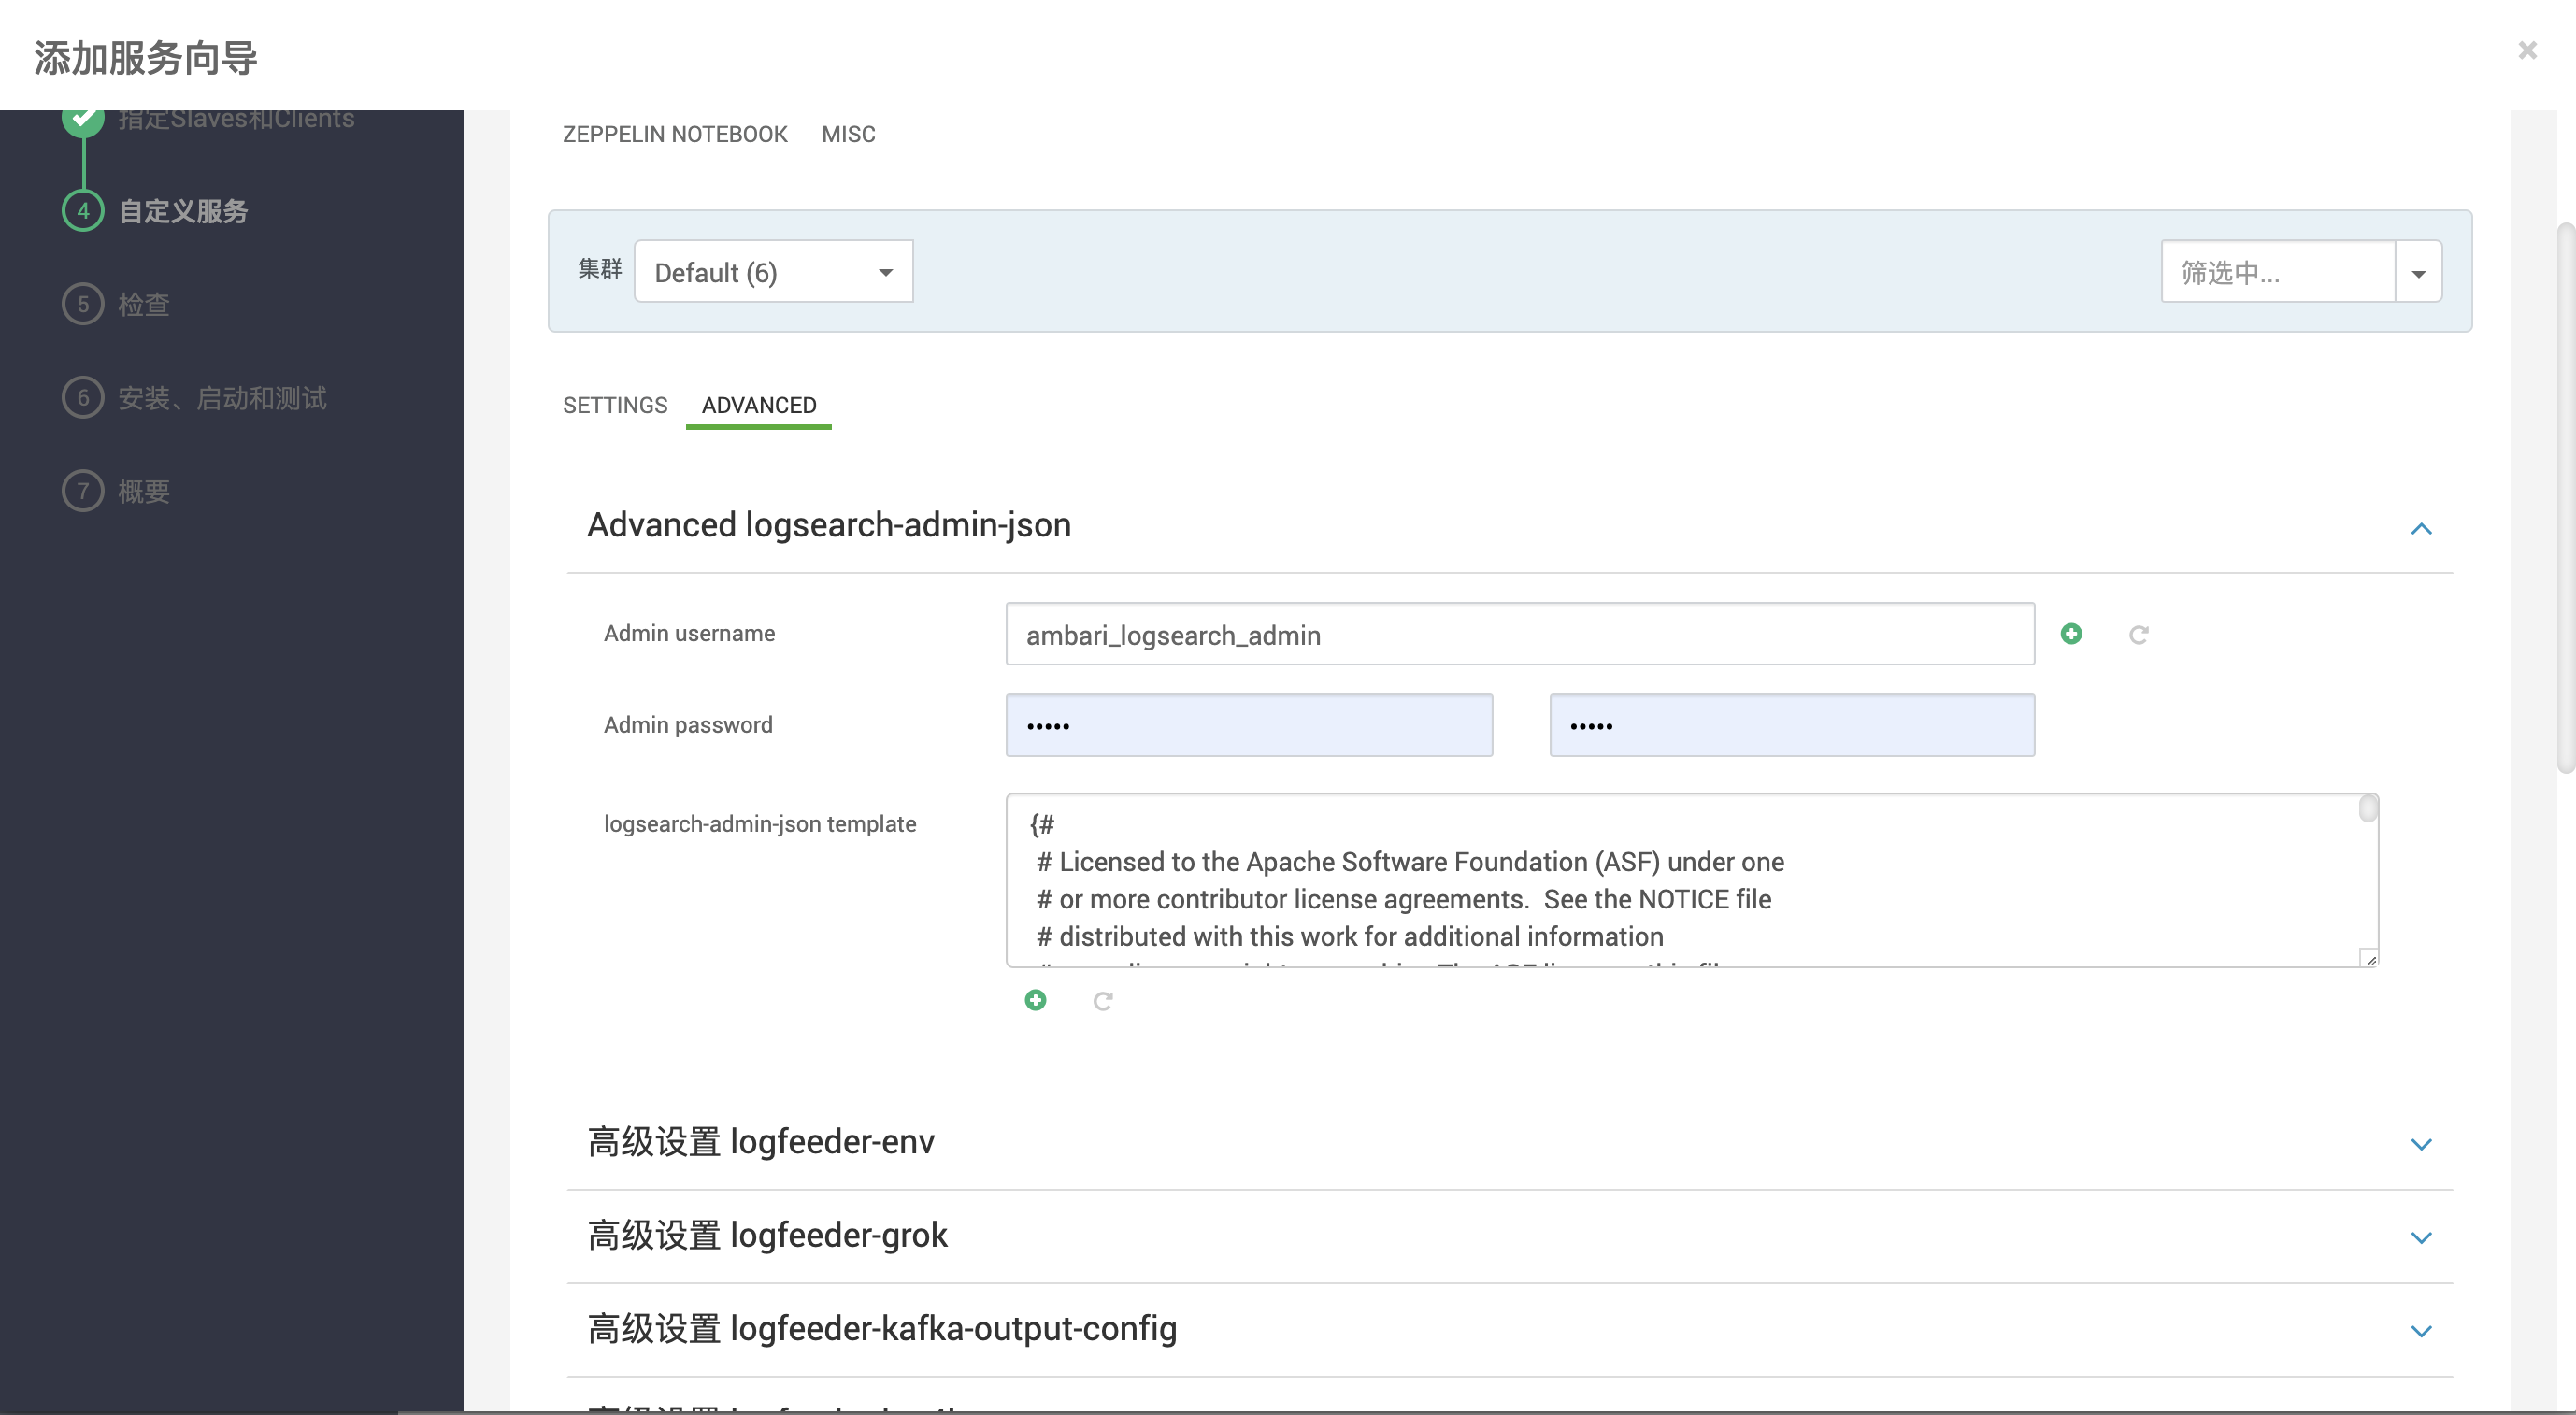 添加服务向导
指定Slaves和Clients
4 自定义服务
5 检查
6 安装、启动和测试
7 概要
ZEPPELIN NOTEBOOK MISC
集群 Default (6) 筛选中...
SETTINGS ADVANCED
Advanced logsearch-admin-json
Admin username ambari_logsearch_admin
Admin password ••••• •••••
logsearch-admin-json template
{#
# Licensed to the Apache Software Foundation (ASF) under one
# or more contributor license agreements.  See the NOTICE file
# distributed with this work for additional information
高级设置 logfeeder-env
高级设置 logfeeder-grok
高级设置 logfeeder-kafka-output-config